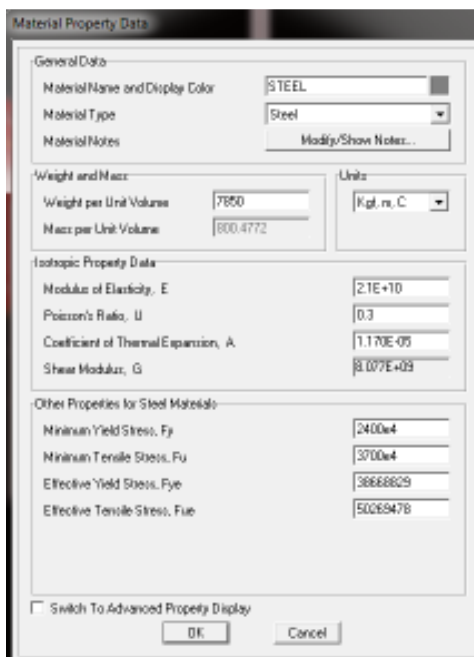 Material Property Data
General Data
Material Name and Display Color STEEL
Material Type Steel
Material Notes Modify/Show Notes...
Weight and Mass Units
Weight per Unit Volume 7850 Kgf, m, C
Mass per Unit Volume 800.4772
Isotropic Property Data
Modulus of Elasticity, E 2.1E+10
Poisson's Ratio, U 0.3
Coefficient of Thermal Expansion, A 1.170E-05
Shear Modulus, G 8.077E+09
Other Properties for Steel Materials
Minimum Yield Stress, Fy 2400e4
Minimum Tensile Stress, Fu 3700e4
Effective Yield Stress, Fye 38668829
Effective Tensile Stress, Fue 50269478
Switch To Advanced Property Display
OK Cancel